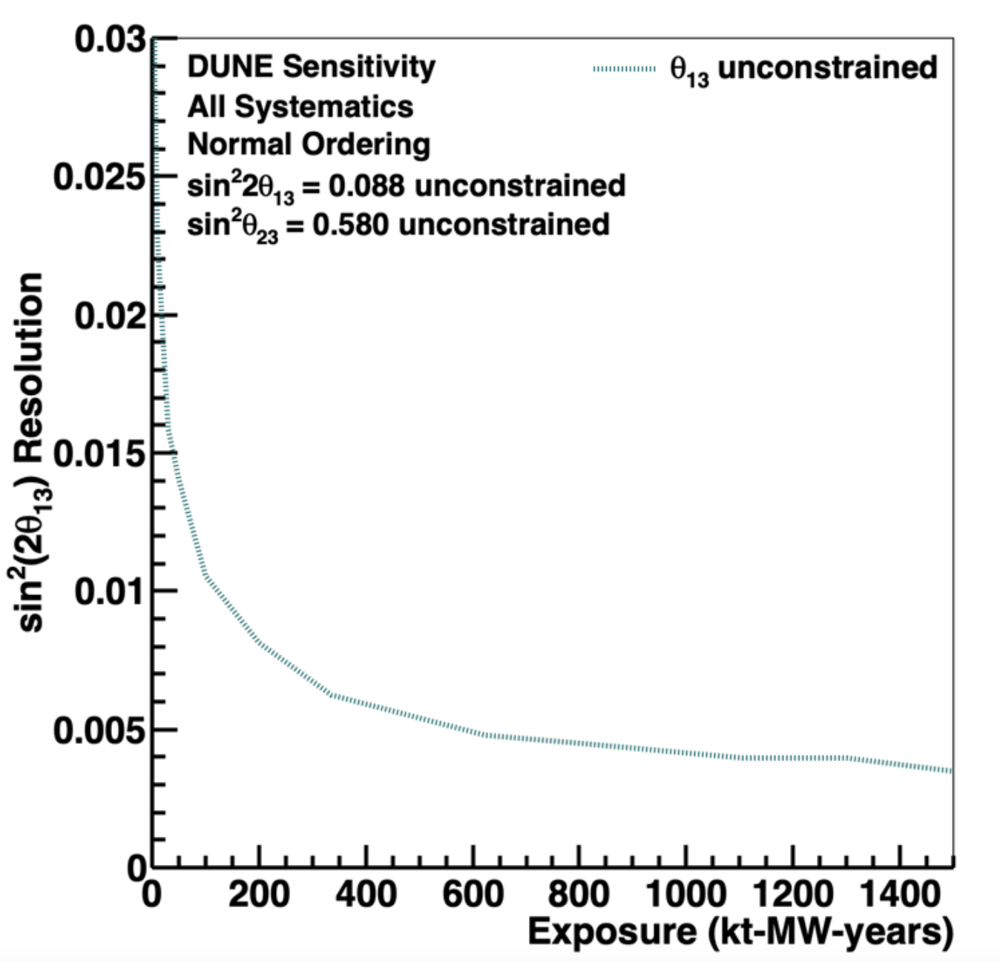 0.03
DUNE Sensitivity
θ13 unconstrained
All Systematics
Normal Ordering
0.025
sin²2θ13 = 0.088 unconstrained
sin²θ23 = 0.580 unconstrained
0.02
0.015
0.01
0.005
0
sin²(2θ13) Resolution
0 200 400 600 800 1000 1200 1400
Exposure (kt-MW-years)